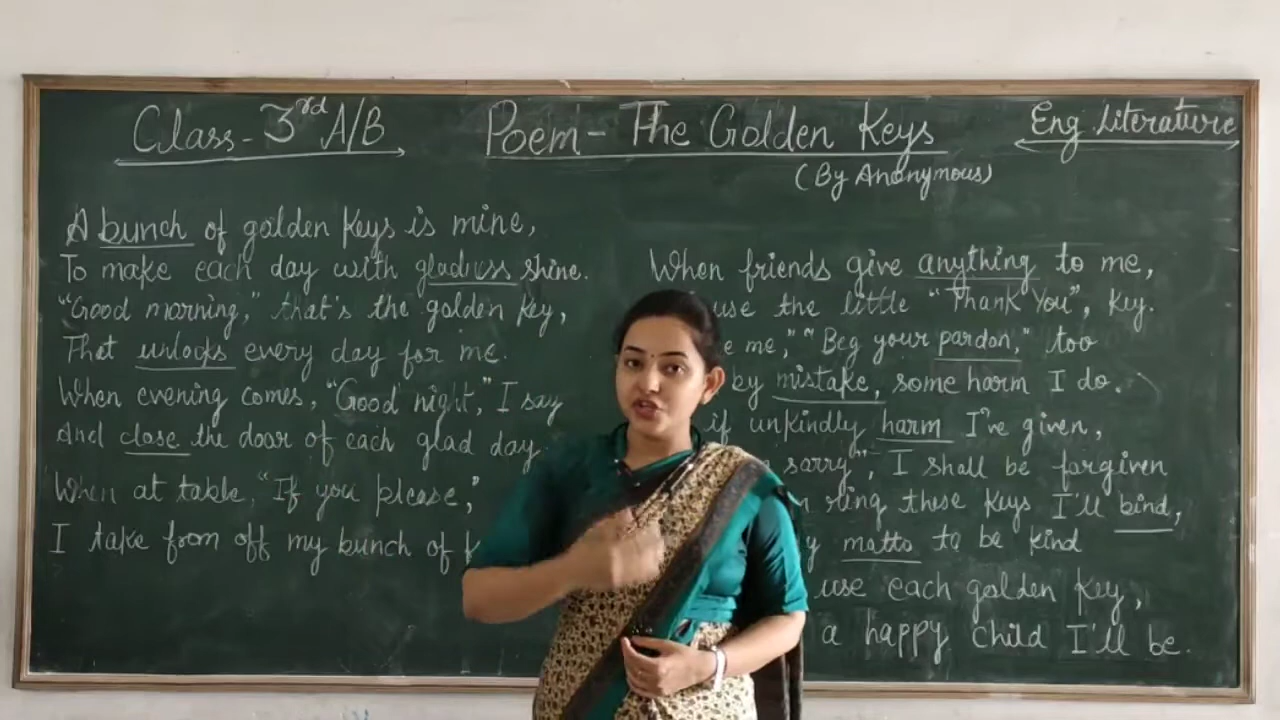 Class-3rd A/B
Poem-The Golden Keys
Eng Literature
(By Anonymous)
A bunch of golden keys is mine,
To make each day with gladness shine.
"Good morning," that's the golden key,
That unlocks every day for me.
When evening comes, "Good night," I say
And close the door of each glad day.
When at table, "If you please,"
I take from off my bunch of
When friends give anything to me,
use the little "Thank You", key.
me," "Beg your pardon," too
by mistake, some harm I do.
if unkindly harm I've given,
sorry", I shall be forgiven
ring these keys I'll bind,
motto to be kind
use each golden key,
a happy child I'll be.